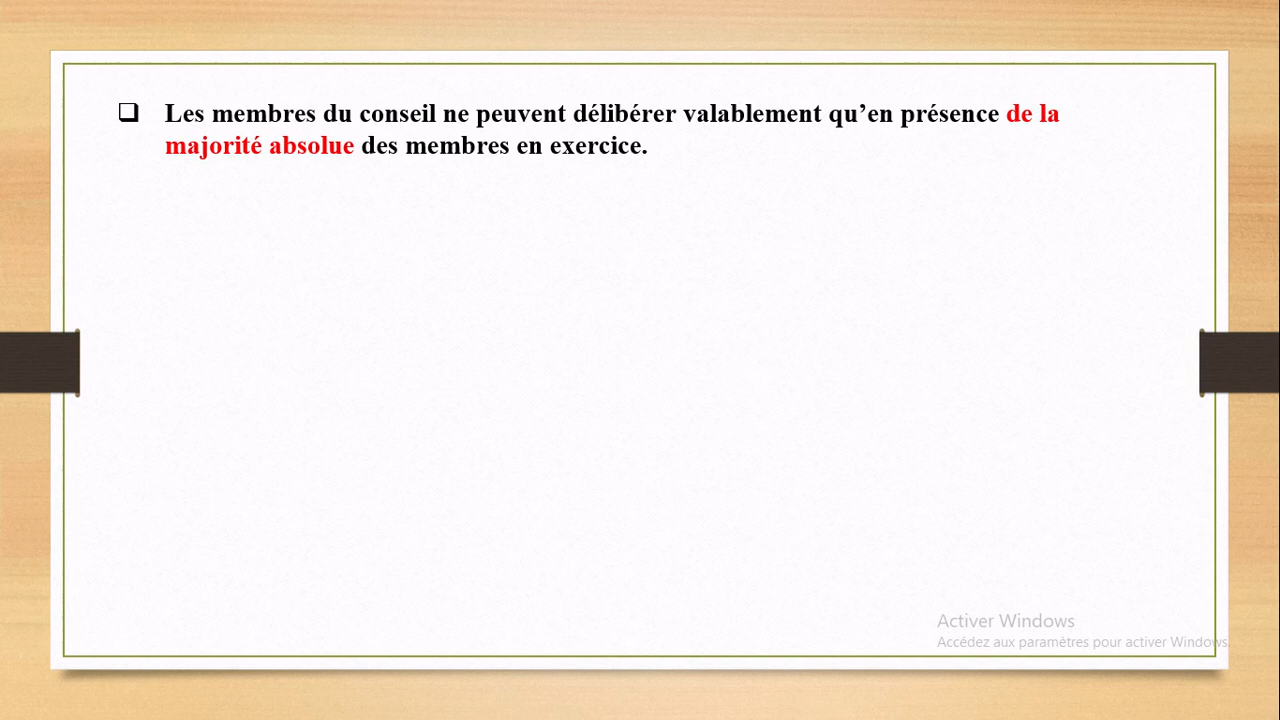 ❑ Les membres du conseil ne peuvent délibérer valablement qu’en présence de la
majorité absolue des membres en exercice.
Activer Windows
Accédez aux paramètres pour activer Windows.